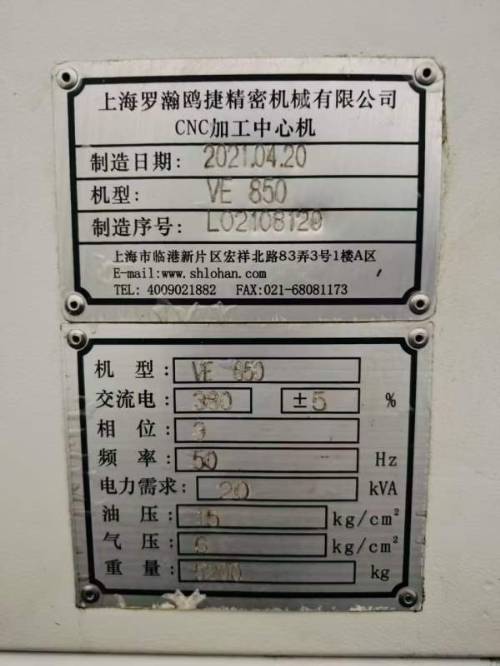 上海罗瀚鸥捷精密机械有限公司
CNC加工中心机
制造日期: 2021.04.20
机型: VE 850
制造序号: L02108120
上海市临港新片区宏祥北路83弄3号1楼A区
E-mail:www.shlohan.com
TEL: 4009021882 FAX:021-68081173
机 型: VE 850
交流电: 380 ±5 %
相 位: 3
频 率: 50 Hz
电力需求: 20 kVA
油 压: 15 kg/cm²
气 压: 6 kg/cm²
重 量: kg